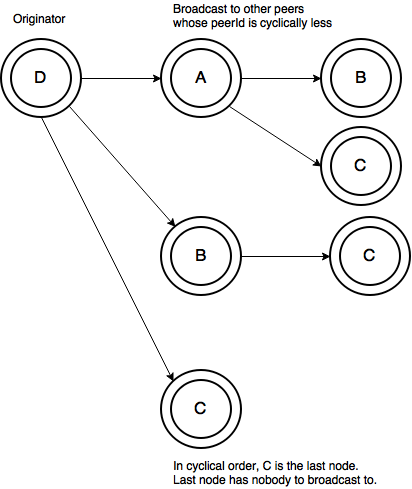 Originator
Broadcast to other peers
whose peerId is cyclically less
D
A
B
C
B
C
C
In cyclical order, C is the last node.
Last node has nobody to broadcast to.